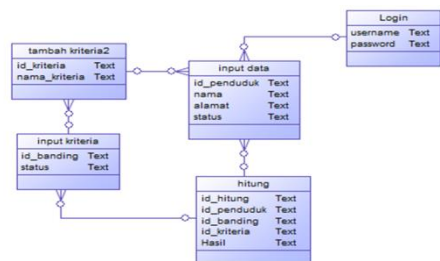 Login
username Text
password Text
tambah kriteria2
id_kriteria Text
nama_kriteria Text
input data
id_penduduk Text
nama Text
alamat Text
status Text
input kriteria
id_banding Text
status Text
hitung
id_hitung Text
id_penduduk Text
id_banding Text
id_kriteria Text
Hasil Text